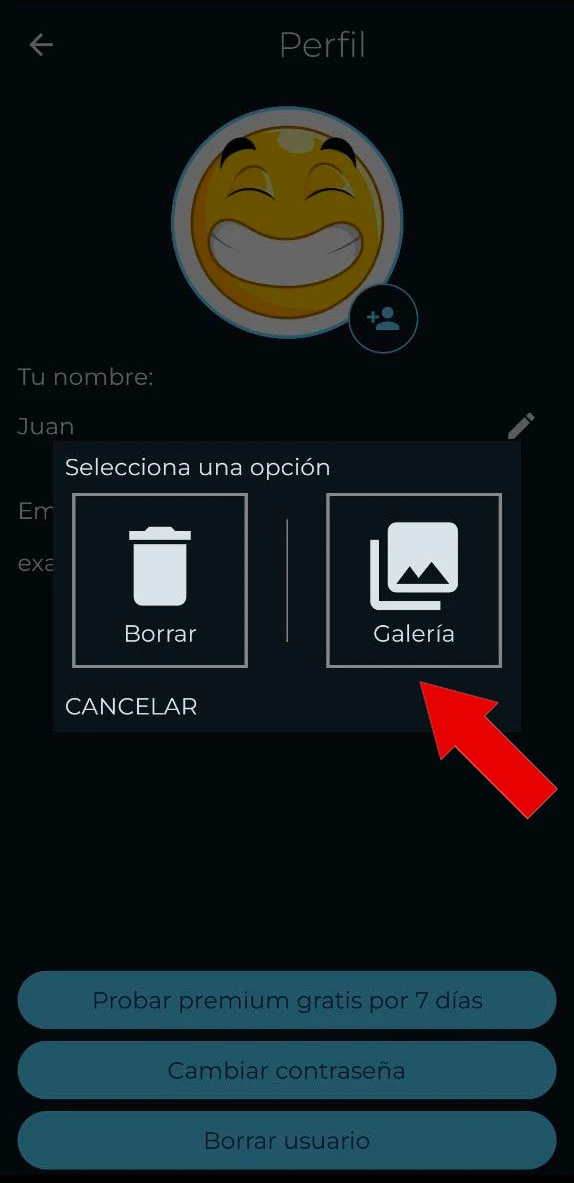 Perfil
Tu nombre:
Juan
Selecciona una opción
Em
exa
Borrar
Galería
CANCELAR
Probar premium gratis por 7 días
Cambiar contraseña
Borrar usuario